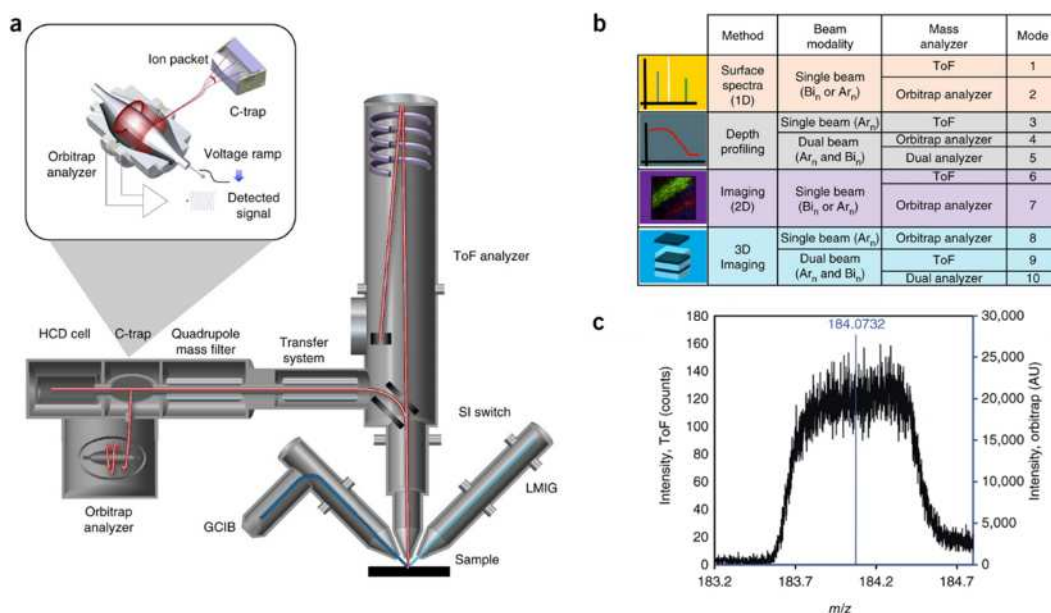 a
Ion packet
C-trap
Voltage ramp
Orbitrap
analyzer
Detected
signal
ToF analyzer
HCD cell
C-trap
Quadrupole
mass filter
Transfer
system
SI switch
LMIG
GCIB
Orbitrap
analyzer
Sample
b
Method
Beam
modality
Mass
analyzer
Mode
Surface
spectra
(1D)
Single beam
(Biₙ or Arₙ)
ToF
1
Orbitrap analyzer
2
Depth
profiling
Single beam (Arₙ)
ToF
3
Dual beam
(Arₙ and Biₙ)
Orbitrap analyzer
4
Dual analyzer
5
Imaging
(2D)
Single beam
(Biₙ or Arₙ)
ToF
6
Orbitrap analyzer
7
3D
Imaging
Single beam (Arₙ)
Orbitrap analyzer
8
Dual beam
(Arₙ and Biₙ)
ToF
9
Dual analyzer
10
c
184.0732
Intensity, ToF (counts)
180
160
140
120
100
80
60
40
20
0
183.2
183.7
184.2
184.7
m/z
30,000
25,000
20,000
15,000
10,000
5,000
0
Intensity, orbitrap (AU)